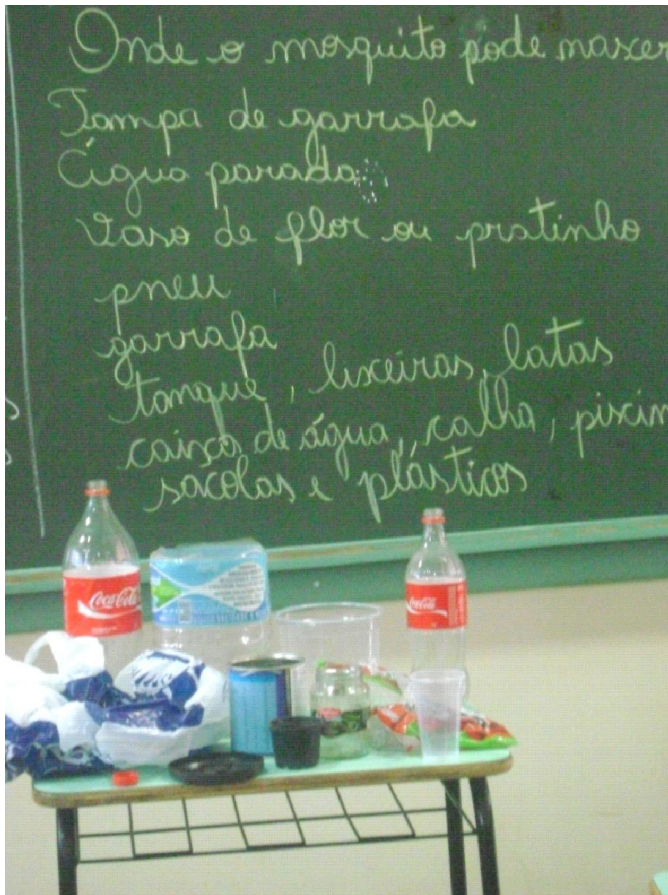 Onde o mosquito pode nascer
Tampa de garrafa
Água parada
Vaso de flor ou pratinho
pneu
garrafa
tanque, lixeiras, latas
caixa de água, calha, piscin
sacolas e plásticos
Coca-Cola
Coca-Cola